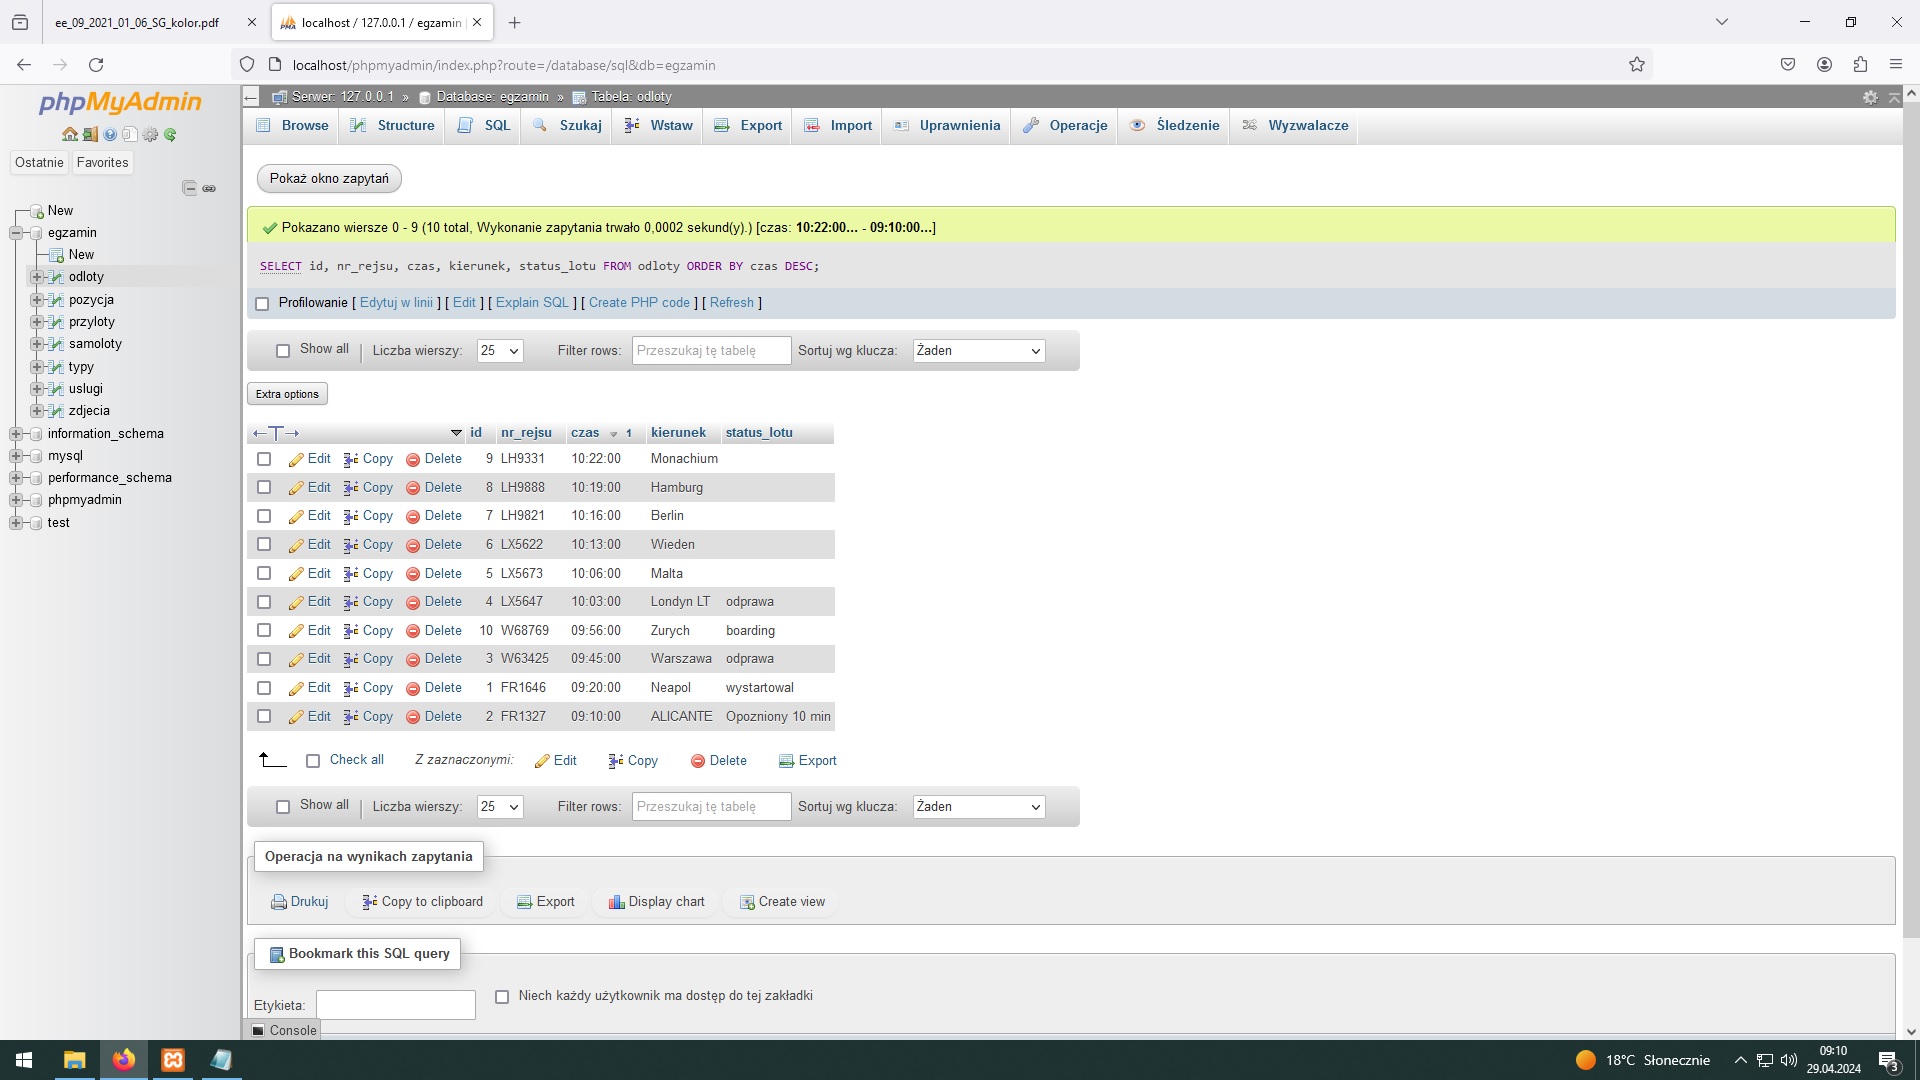 ee_09_2021_01_06_SG_kolor.pdf
localhost / 127.0.0.1 / egzamin
localhost/phpmyadmin/index.php?route=/database/sql&db=egzamin
phpMyAdmin
Ostatnie Favorites
New
egzamin
New
odloty
pozycja
przyloty
samoloty
typy
uslugi
zdjecia
information_schema
mysql
performance_schema
phpmyadmin
test
Serwer: 127.0.0.1 » Database: egzamin » Tabela: odloty
Browse Structure SQL Szukaj Wstaw Export Import Uprawnienia Operacje Śledzenie Wyzwalacze
Pokaż okno zapytań
Pokazano wiersze 0 - 9 (10 total, Wykonanie zapytania trwało 0,0002 sekund(y).) [czas: 10:22:00... - 09:10:00...]
SELECT id, nr_rejsu, czas, kierunek, status_lotu FROM odloty ORDER BY czas DESC;
Profilowanie [ Edytuj w linii ] [ Edit ] [ Explain SQL ] [ Create PHP code ] [ Refresh ]
Show all Liczba wierszy: 25 Filter rows: Przeszukaj tę tabelę Sortuj wg klucza: Żaden
Extra options
←T→ id nr_rejsu czas 1 kierunek status_lotu
Edit Copy Delete 9 LH9331 10:22:00 Monachium
Edit Copy Delete 8 LH9888 10:19:00 Hamburg
Edit Copy Delete 7 LH9821 10:16:00 Berlin
Edit Copy Delete 6 LX5622 10:13:00 Wieden
Edit Copy Delete 5 LX5673 10:06:00 Malta
Edit Copy Delete 4 LX5647 10:03:00 Londyn LT odprawa
Edit Copy Delete 10 W68769 09:56:00 Zurych boarding
Edit Copy Delete 3 W63425 09:45:00 Warszawa odprawa
Edit Copy Delete 1 FR1646 09:20:00 Neapol wystartowal
Edit Copy Delete 2 FR1327 09:10:00 ALICANTE Opozniony 10 min
Check all Z zaznaczonymi: Edit Copy Delete Export
Show all Liczba wierszy: 25 Filter rows: Przeszukaj tę tabelę Sortuj wg klucza: Żaden
Operacja na wynikach zapytania
Drukuj Copy to clipboard Export Display chart Create view
Bookmark this SQL query
Etykieta: Niech każdy użytkownik ma dostęp do tej zakładki
Console
18°C Słonecznie
09:10
29.04.2024
3